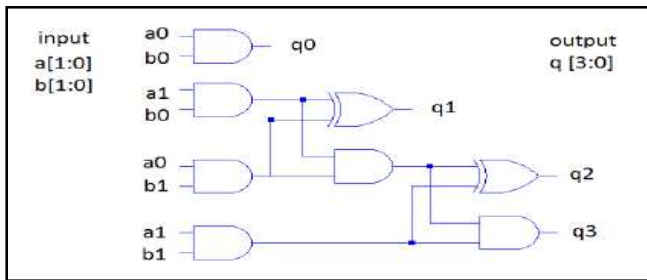 input
a[1:0]
b[1:0]
a0
b0
q0
output
q [3:0]
a1
b0
q1
a0
b1
q2
a1
b1
q3